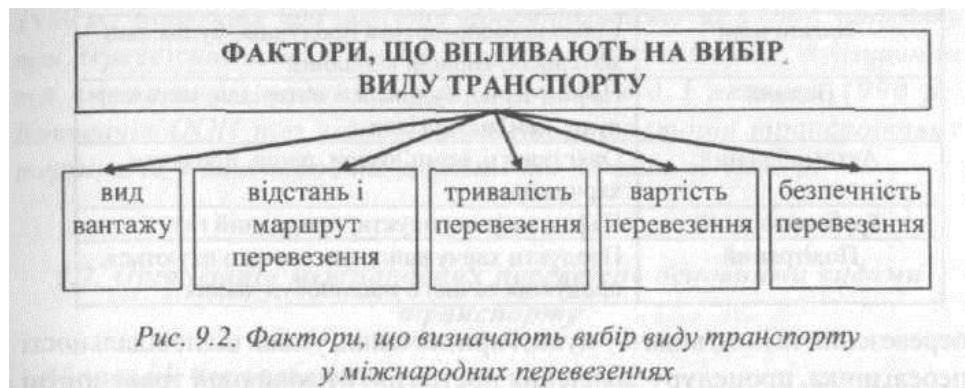 ФАКТОРИ, ЩО ВПЛИВАЮТЬ НА ВИБІР
ВИДУ ТРАНСПОРТУ
вид
вантажу
відстань і
маршрут
перевезення
тривалість
перевезення
вартість
перевезення
безпечність
перевезення
Рис. 9.2. Фактори, що визначають вибір виду транспорту
у міжнародних перевезеннях